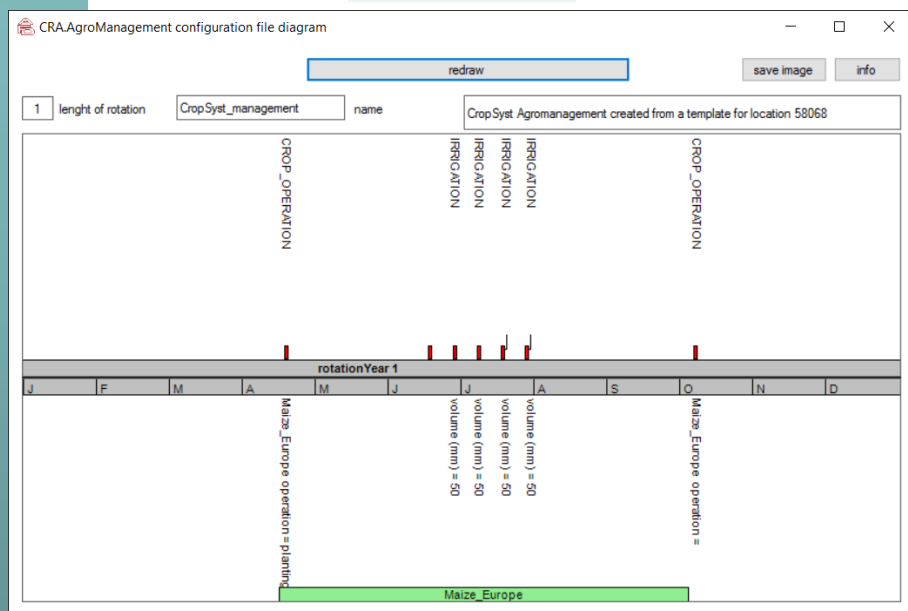 CRA.AgroManagement configuration file diagram
redraw
save image
info
1
lenght of rotation
CropSyst_management
name
CropSyst Agromanagement created from a template for location 58068
CROP_OPERATION
IRRIGATION
IRRIGATION
IRRIGATION
IRRIGATION
CROP_OPERATION
rotationYear 1
J F M A M J J A S O N D
Maize_Europe operation = planting
volume (mm) = 50
volume (mm) = 50
volume (mm) = 50
volume (mm) = 50
Maize_Europe operation =
Maize_Europe